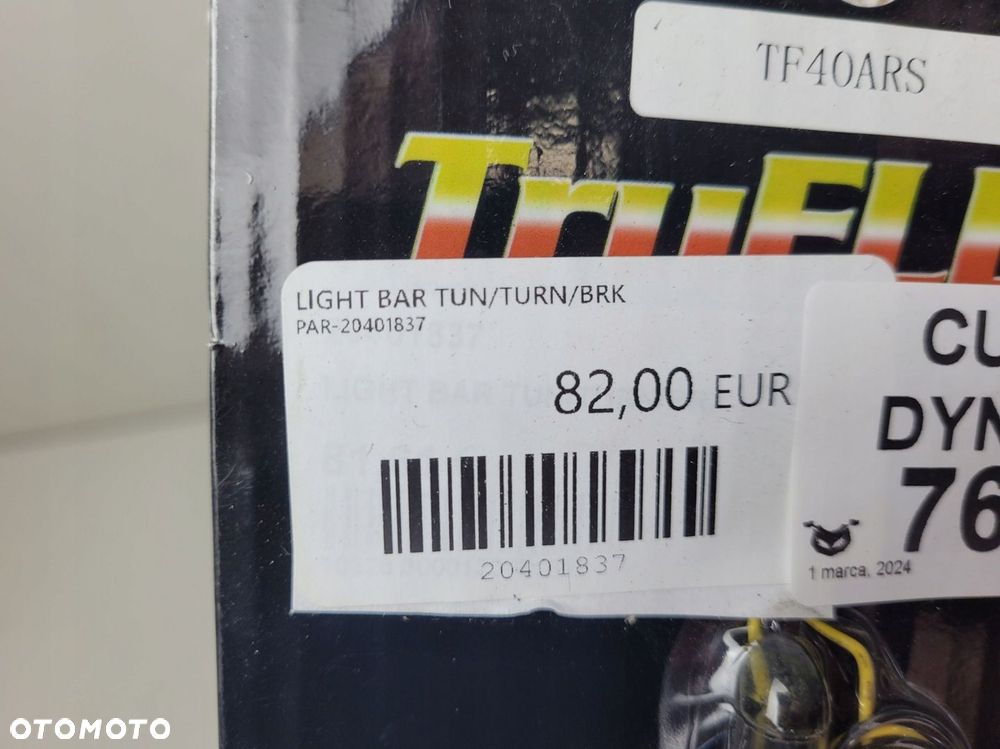 TF40ARS
TruFLE
LIGHT BAR TUN/TURN/BRK
PAR-20401837
82,00 EUR
20401837
CU
DYN
76
1 marca, 2024
OTOMOTO